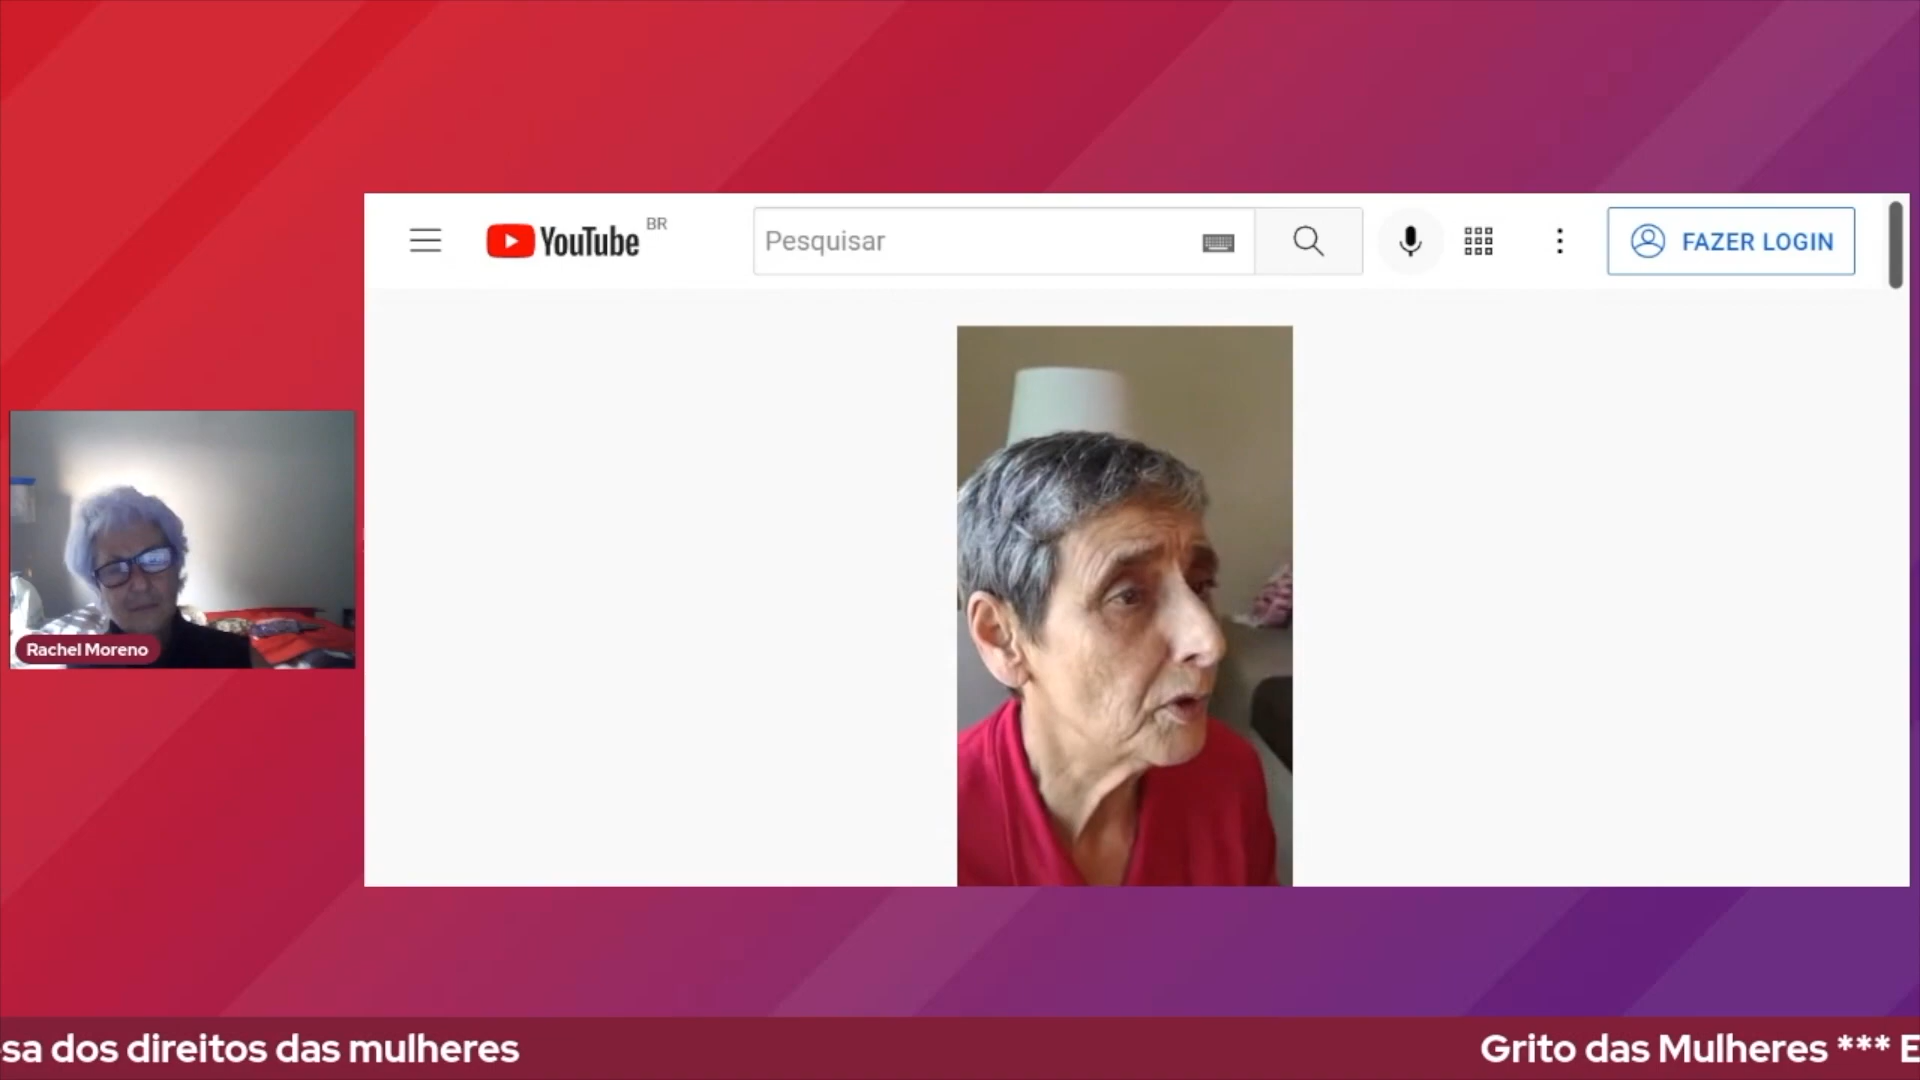 YouTube BR
Pesquisar
FAZER LOGIN
Rachel Moreno
sa dos direitos das mulheres
Grito das Mulheres *** E